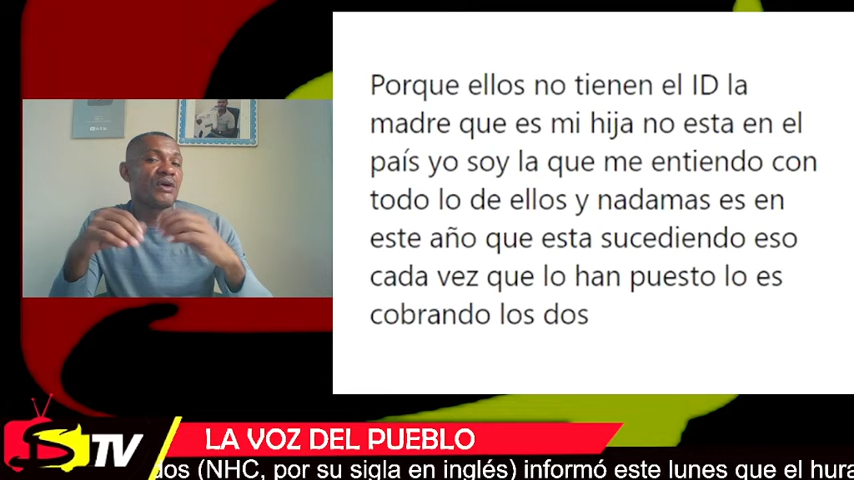 Porque ellos no tienen el ID la
madre que es mi hija no esta en el
país yo soy la que me entiendo con
todo lo de ellos y nadamas es en
este año que esta sucediendo eso
cada vez que lo han puesto lo es
cobrando los dos
STV
LA VOZ DEL PUEBLO
(NHC, por su sigla en inglés) informó este lunes que el